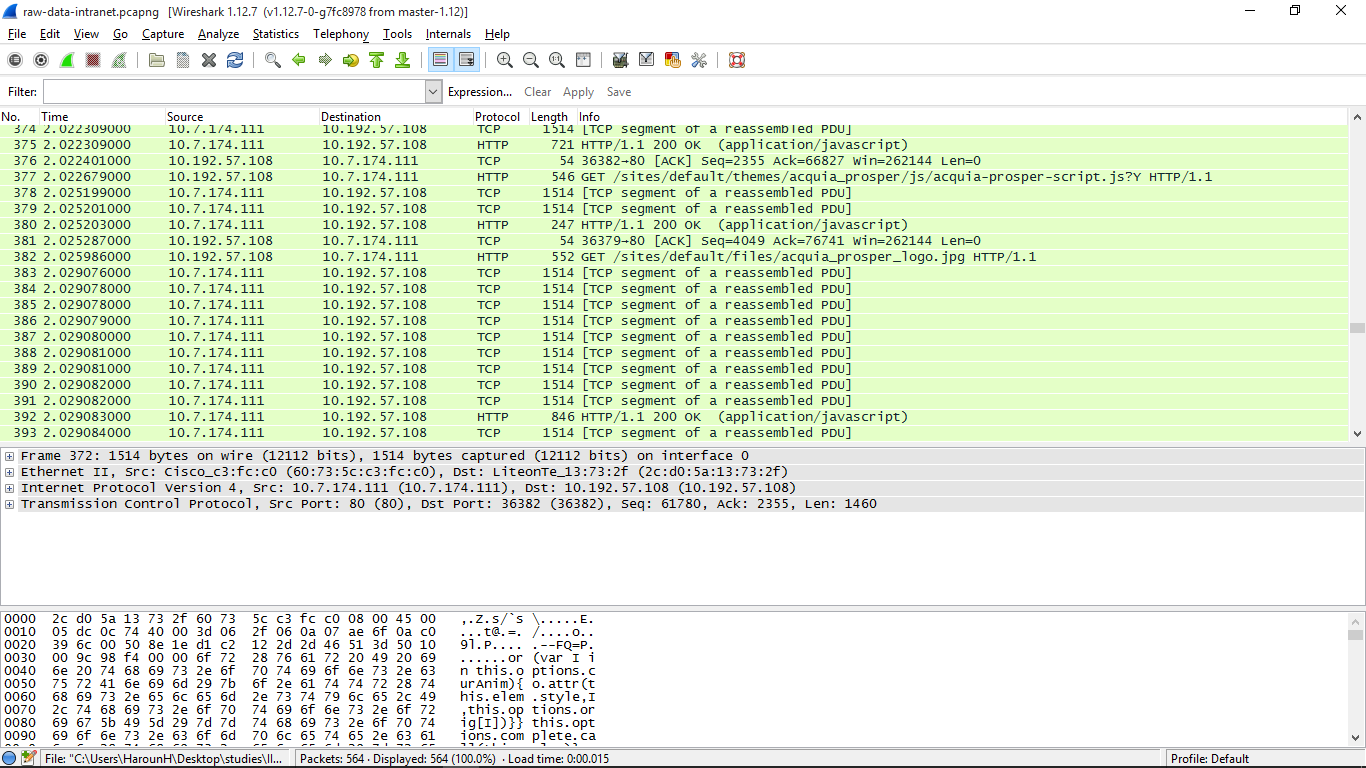 raw-data-intranet.pcapng [Wireshark 1.12.7 (v1.12.7-0-g7fc8978 from master-1.12)]
File Edit View Go Capture Analyze Statistics Telephony Tools Internals Help
Filter: Expression... Clear Apply Save
No. Time Source Destination Protocol Length Info
374 2.022309000 10.7.174.111 10.192.57.108 TCP 1514 [TCP segment of a reassembled PDU]
375 2.022309000 10.7.174.111 10.192.57.108 HTTP 721 HTTP/1.1 200 OK (application/javascript)
376 2.022401000 10.192.57.108 10.7.174.111 TCP 54 36382→80 [ACK] Seq=2355 Ack=66827 Win=262144 Len=0
377 2.022679000 10.192.57.108 10.7.174.111 HTTP 546 GET /sites/default/themes/acquia_prosper/js/acquia-prosper-script.js?Y HTTP/1.1
378 2.025199000 10.7.174.111 10.192.57.108 TCP 1514 [TCP segment of a reassembled PDU]
379 2.025201000 10.7.174.111 10.192.57.108 TCP 1514 [TCP segment of a reassembled PDU]
380 2.025203000 10.7.174.111 10.192.57.108 HTTP 247 HTTP/1.1 200 OK (application/javascript)
381 2.025287000 10.192.57.108 10.7.174.111 TCP 54 36379→80 [ACK] Seq=4049 Ack=76741 Win=262144 Len=0
382 2.025986000 10.192.57.108 10.7.174.111 HTTP 552 GET /sites/default/files/acquia_prosper_logo.jpg HTTP/1.1
383 2.029076000 10.7.174.111 10.192.57.108 TCP 1514 [TCP segment of a reassembled PDU]
384 2.029078000 10.7.174.111 10.192.57.108 TCP 1514 [TCP segment of a reassembled PDU]
385 2.029078000 10.7.174.111 10.192.57.108 TCP 1514 [TCP segment of a reassembled PDU]
386 2.029079000 10.7.174.111 10.192.57.108 TCP 1514 [TCP segment of a reassembled PDU]
387 2.029080000 10.7.174.111 10.192.57.108 TCP 1514 [TCP segment of a reassembled PDU]
388 2.029081000 10.7.174.111 10.192.57.108 TCP 1514 [TCP segment of a reassembled PDU]
389 2.029081000 10.7.174.111 10.192.57.108 TCP 1514 [TCP segment of a reassembled PDU]
390 2.029082000 10.7.174.111 10.192.57.108 TCP 1514 [TCP segment of a reassembled PDU]
391 2.029082000 10.7.174.111 10.192.57.108 TCP 1514 [TCP segment of a reassembled PDU]
392 2.029083000 10.7.174.111 10.192.57.108 HTTP 846 HTTP/1.1 200 OK (application/javascript)
393 2.029084000 10.7.174.111 10.192.57.108 TCP 1514 [TCP segment of a reassembled PDU]
Frame 372: 1514 bytes on wire (12112 bits), 1514 bytes captured (12112 bits) on interface 0
Ethernet II, Src: Cisco_c3:fc:c0 (60:73:5c:c3:fc:c0), Dst: LiteonTe_13:73:2f (2c:d0:5a:13:73:2f)
Internet Protocol Version 4, Src: 10.7.174.111 (10.7.174.111), Dst: 10.192.57.108 (10.192.57.108)
Transmission Control Protocol, Src Port: 80 (80), Dst Port: 36382 (36382), Seq: 61780, Ack: 2355, Len: 1460
0000 2c d0 5a 13 73 2f 60 73 5c c3 fc c0 08 00 45 00 ,.Z.s/`s \.....E.
0010 05 dc 0c 74 40 00 3d 06 2f 06 0a 07 ae 6f 0a c0 ...t@.=. /....o..
0020 39 6c 00 50 8e 1e d1 c2 12 2d 2d 46 51 3d 50 10 9l.P.... .--FQ=P.
0030 00 9c 98 f4 00 00 6f 72 28 76 61 72 20 49 20 69 ......or (var I i
0040 6e 20 74 68 69 73 2e 6f 70 74 69 6f 6e 73 2e 63 n this.o ptions.c
0050 75 72 41 6e 69 6d 29 7b 6f 2e 61 74 74 72 28 74 urAnim){ o.attr(t
0060 68 69 73 2e 65 6c 65 6d 2e 73 74 79 6c 65 2c 49 his.elem .style,I
0070 2c 74 68 69 73 2e 6f 70 74 69 6f 6e 73 2e 6f 72 ,this.op tions.or
0080 69 67 5b 49 5d 29 7d 7d 74 68 69 73 2e 6f 70 74 ig[I])}} this.opt
0090 69 6f 6e 73 2e 63 6f 6d 70 6c 65 74 65 2e 63 61 ions.com plete.ca
File: "C:\Users\HarounH\Desktop\studies\II... Packets: 564 · Displayed: 564 (100.0%) · Load time: 0:00.015 Profile: Default